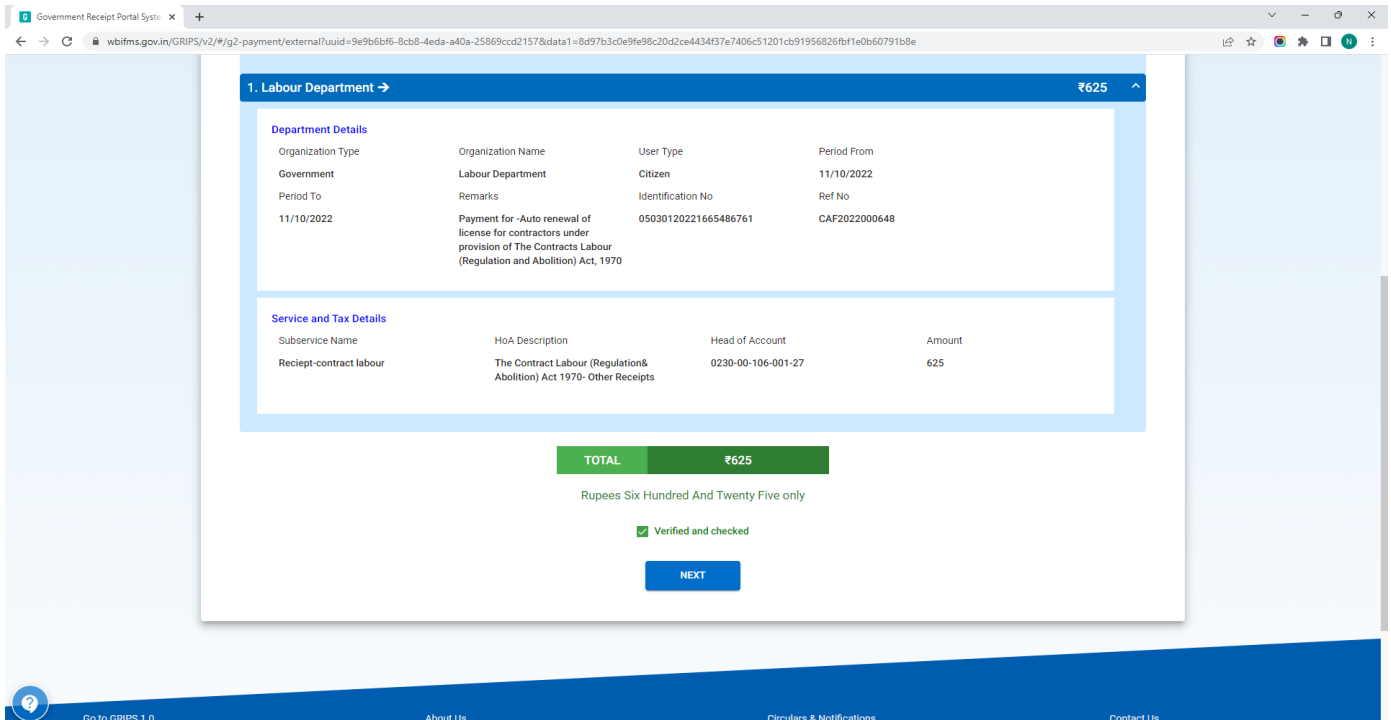 Government Receipt Portal Syste
wbifms.gov.in/GRIPS/v2/#/g2-payment/external?uuid=9e9b6bf6-8cb8-4eda-a40a-25869ccd2157&data1=8d97b3c0e9fe98c20d2ce4434f37e7406c51201cb91956826fbf1e0b60791b8e
N
1. Labour Department → ₹625
Department Details
Organization Type Organization Name User Type Period From
Government Labour Department Citizen 11/10/2022
Period To Remarks Identification No Ref No
11/10/2022 Payment for -Auto renewal of 05030120221665486761 CAF2022000648
license for contractors under
provision of The Contracts Labour
(Regulation and Abolition) Act, 1970
Service and Tax Details
Subservice Name HoA Description Head of Account Amount
Reciept-contract labour The Contract Labour (Regulation& 0230-00-106-001-27 625
Abolition) Act 1970- Other Receipts
TOTAL ₹625
Rupees Six Hundred And Twenty Five only
Verified and checked
NEXT
Go to GRIPS 1.0 About Us Circulars & Notifications Contact Us